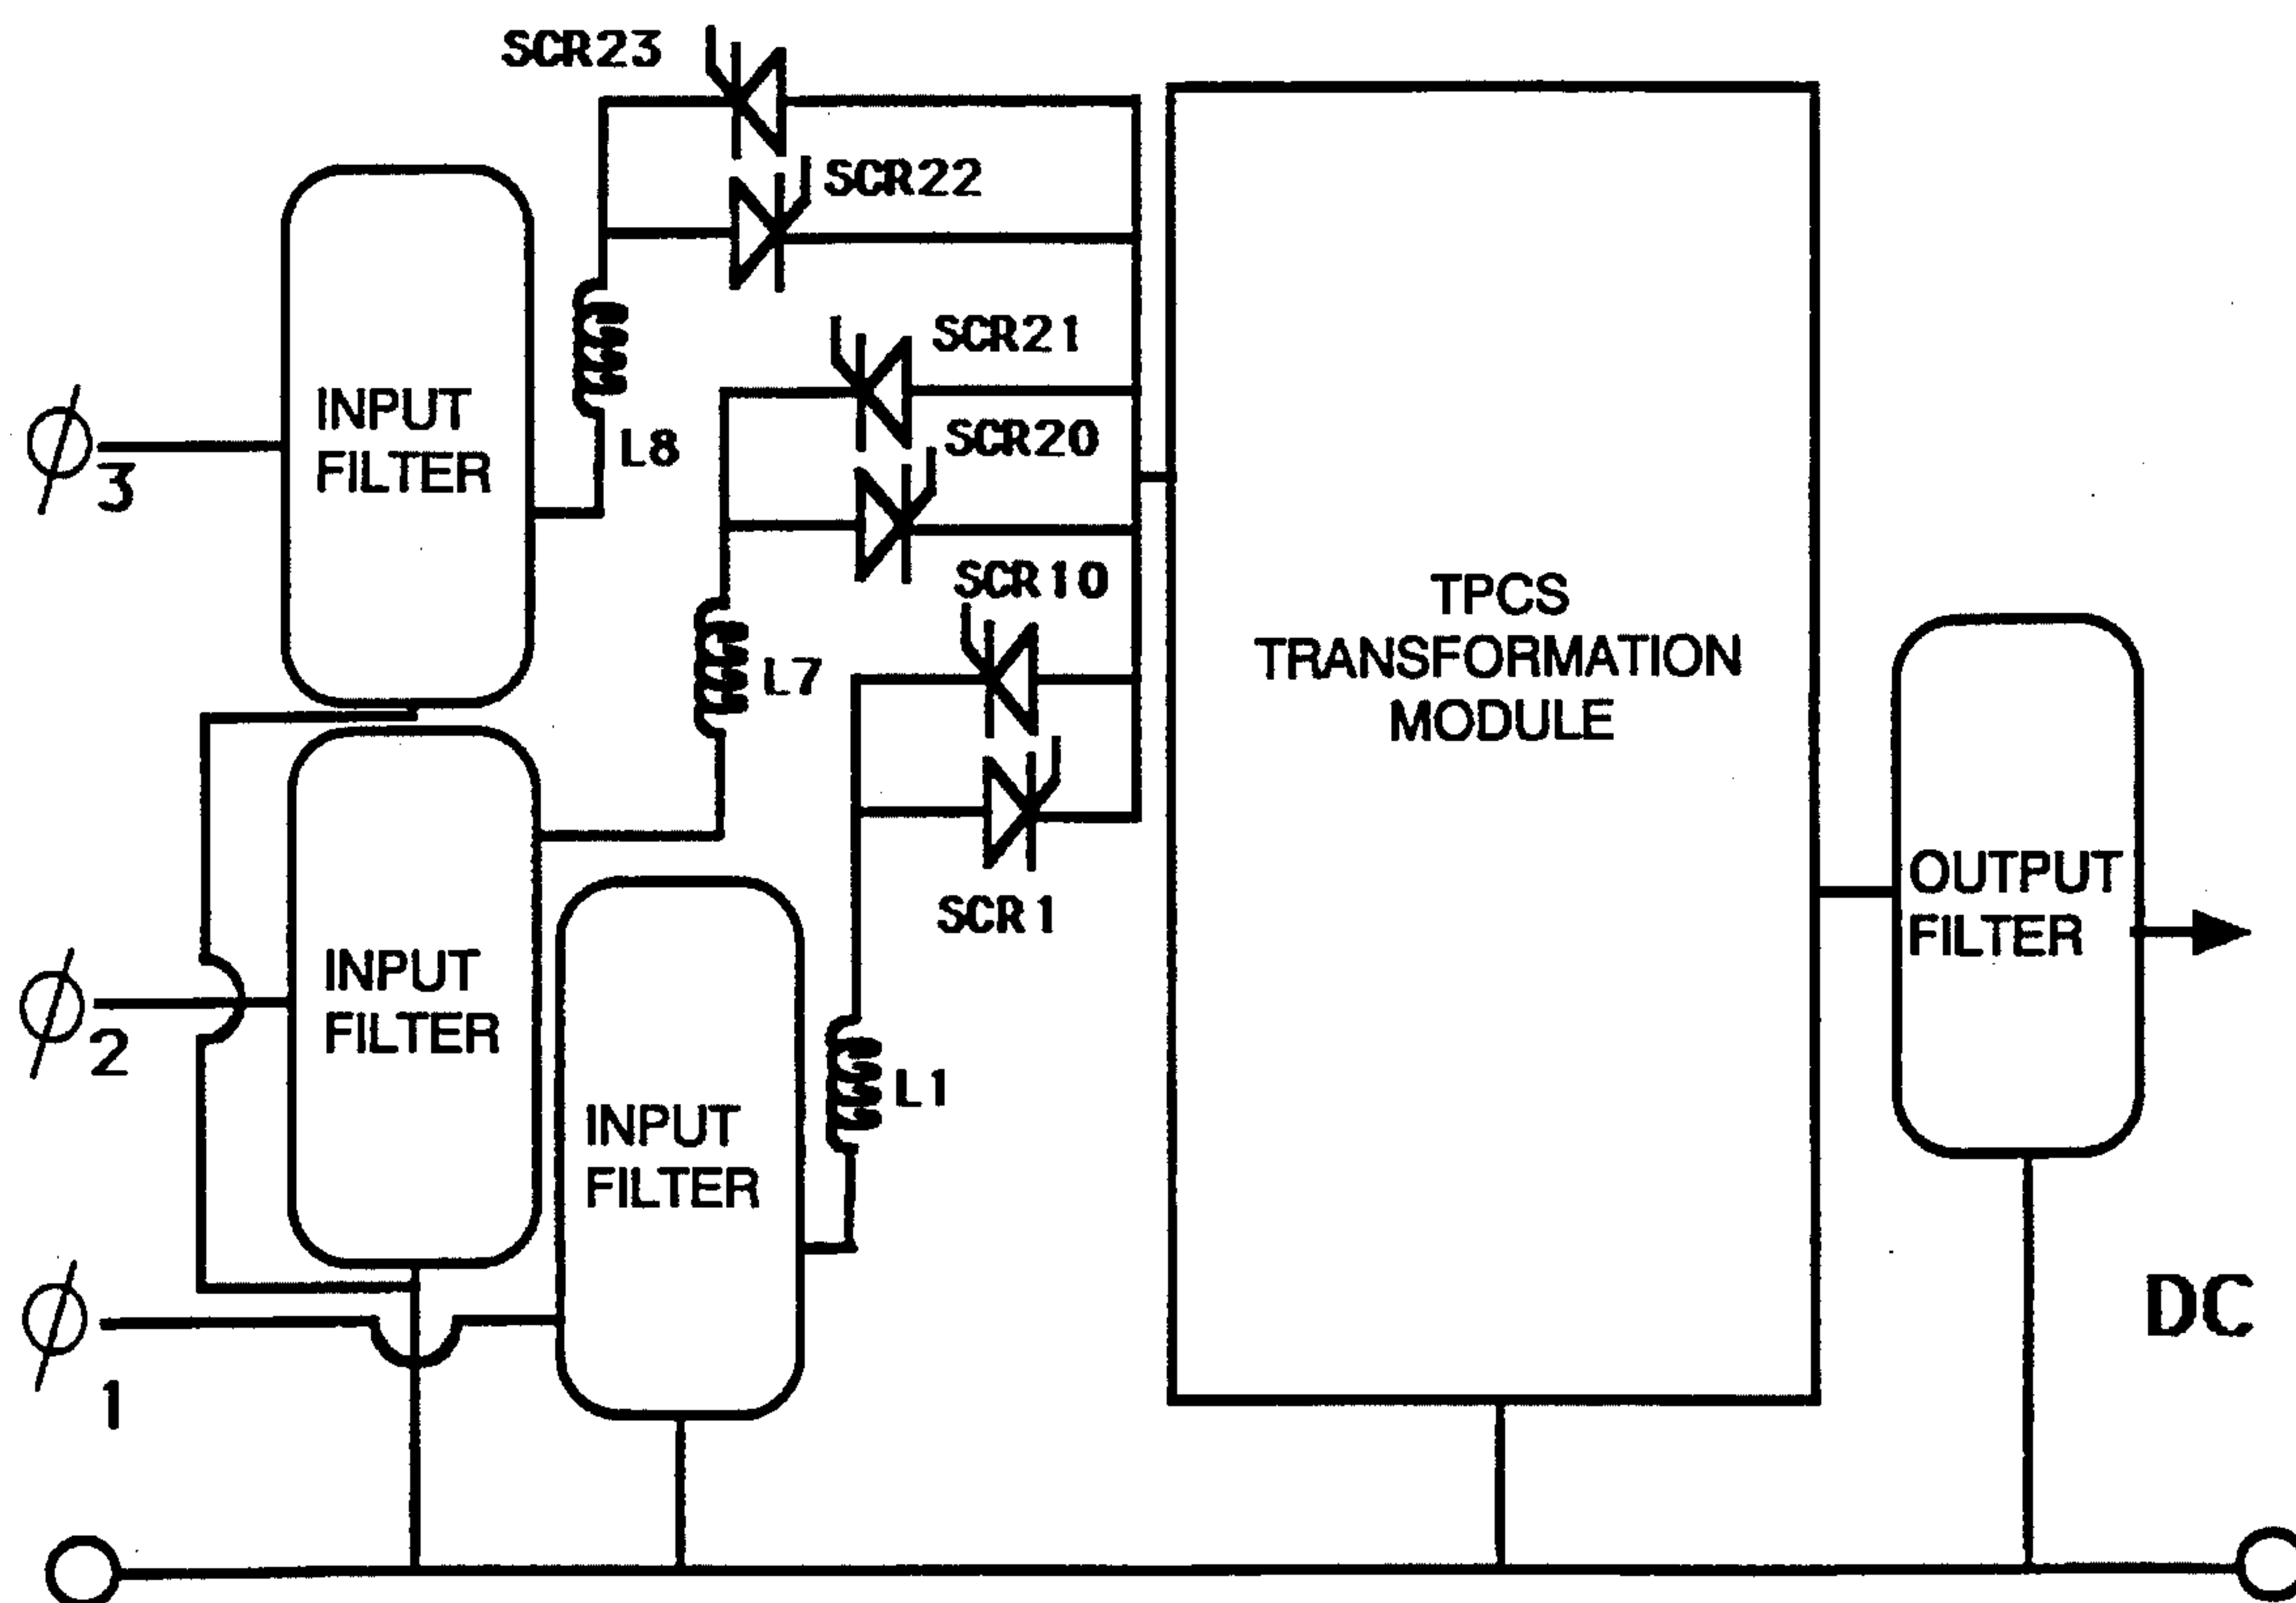 SCR23
SCR22
SCR21
SCR20
SCR10
SCR1
INPUT
FILTER
L8
ϕ3
INPUT
FILTER
L7
ϕ2
INPUT
FILTER
L1
ϕ1
TPCS
TRANSFORMATION
MODULE
OUTPUT
FILTER
DC